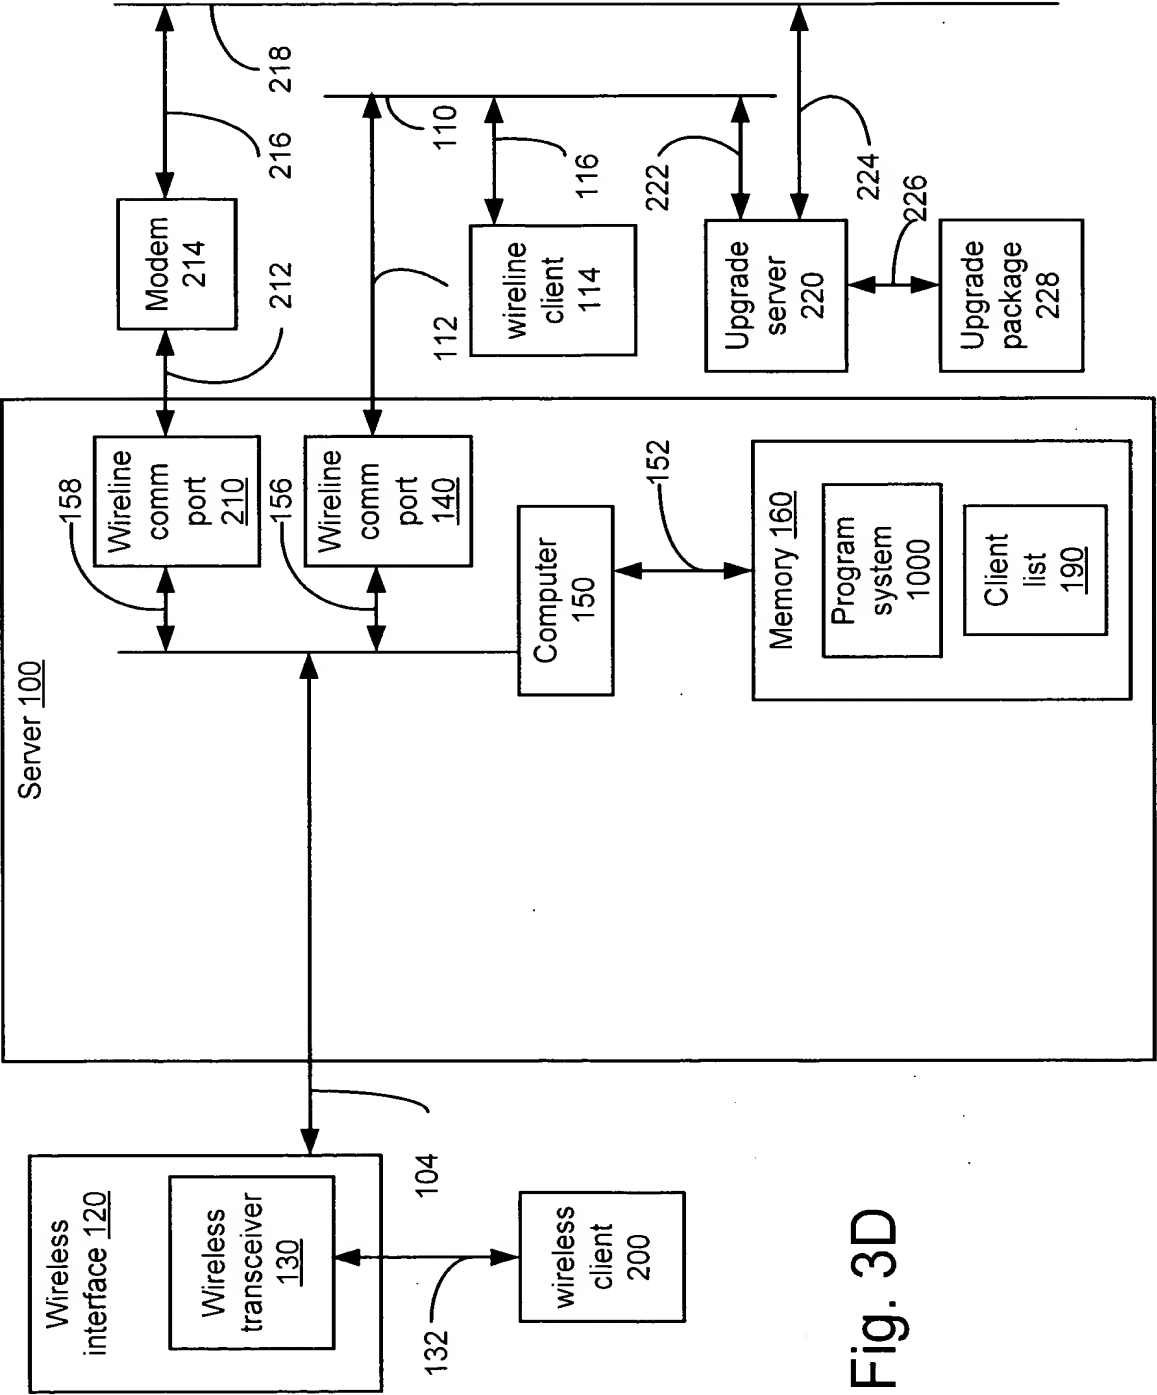 Wireless
interface 120
Wireless
transceiver
130
132
wireless
client
200
104
Server 100
158
Wireline
comm
port
210
156
Wireline
comm
port
140
Computer
150
152
Memory 160
Program
system
1000
Client
list
190
212
Modem
214
216
218
112
110
wireline
client
114
116
222
Upgrade
server
220
224
226
Upgrade
package
228
Fig. 3D